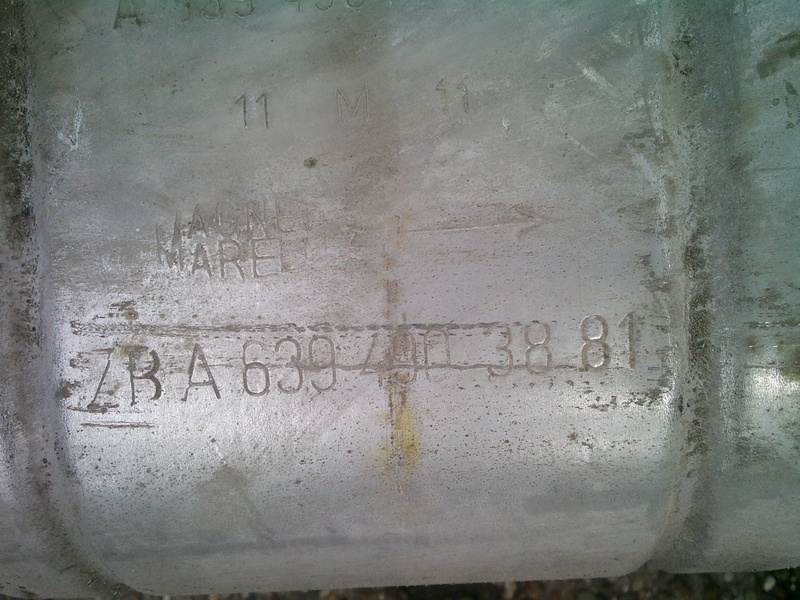 11 M 11
MAGNETI
MARELLI
ZB A 639 490 38 81